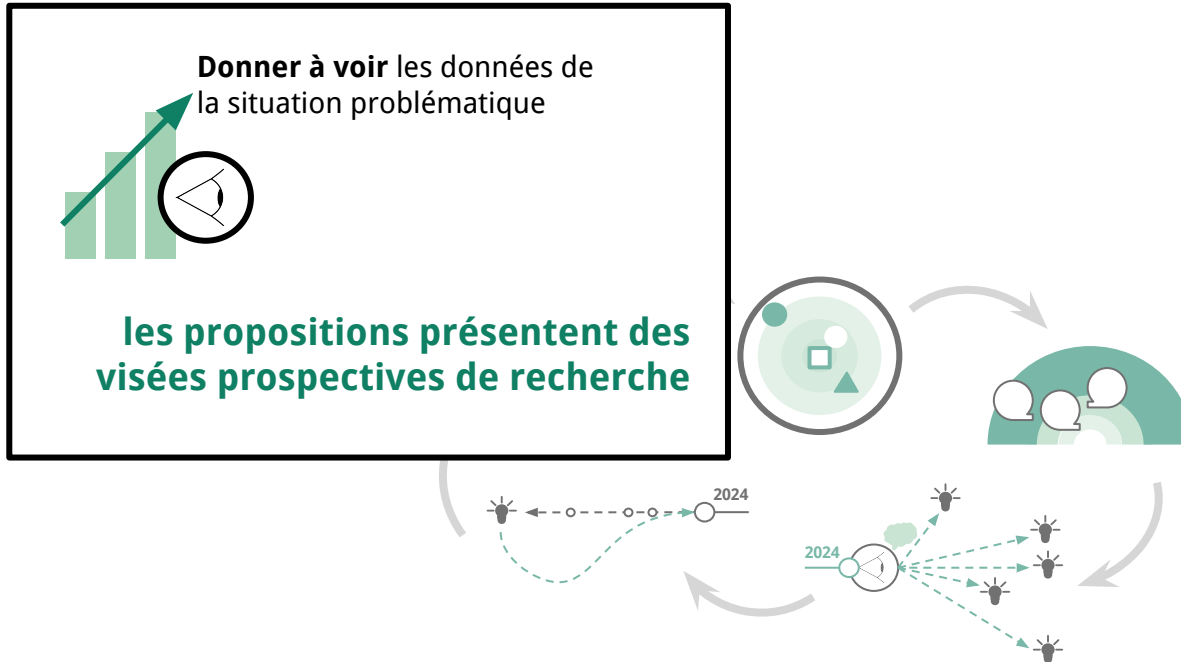 Donner à voir les données de
la situation problématique
les propositions présentent des
visées prospectives de recherche
2024
2024